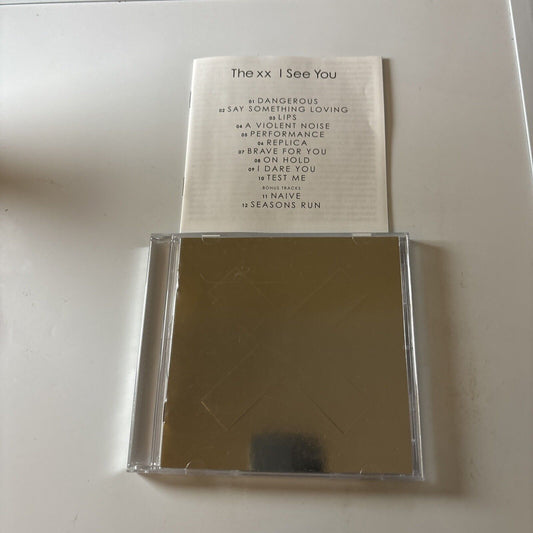 The xx I See You
01 DANGEROUS
02 SAY SOMETHING LOVING
03 LIPS
04 A VIOLENT NOISE
05 PERFORMANCE
06 REPLICA
07 BRAVE FOR YOU
08 ON HOLD
09 I DARE YOU
10 TEST ME
BONUS TRACKS
11 NAIVE
12 SEASONS RUN